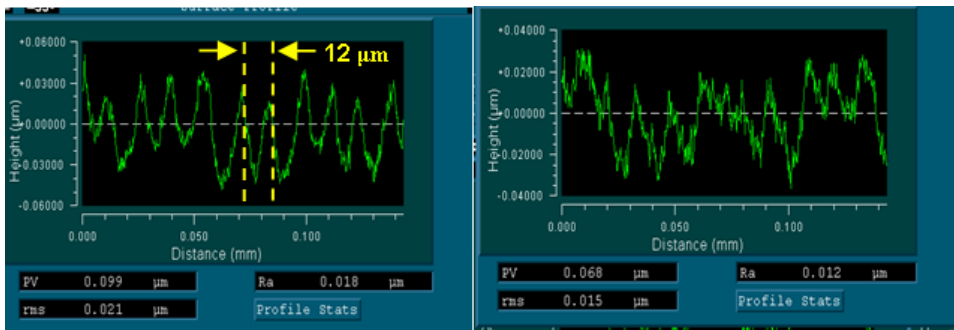 Surface Profile
+0.06000
+0.03000
+0.00000
-0.03000
-0.06000
Height (µm)
12 µm
0.000 0.050 0.100
Distance (mm)
PV 0.099 µm Ra 0.018 µm
rms 0.021 µm Profile Stats
+0.04000
+0.02000
+0.00000
-0.02000
-0.04000
Height (µm)
0.000 0.050 0.100
Distance (mm)
PV 0.068 µm Ra 0.012 µm
rms 0.015 µm Profile Stats